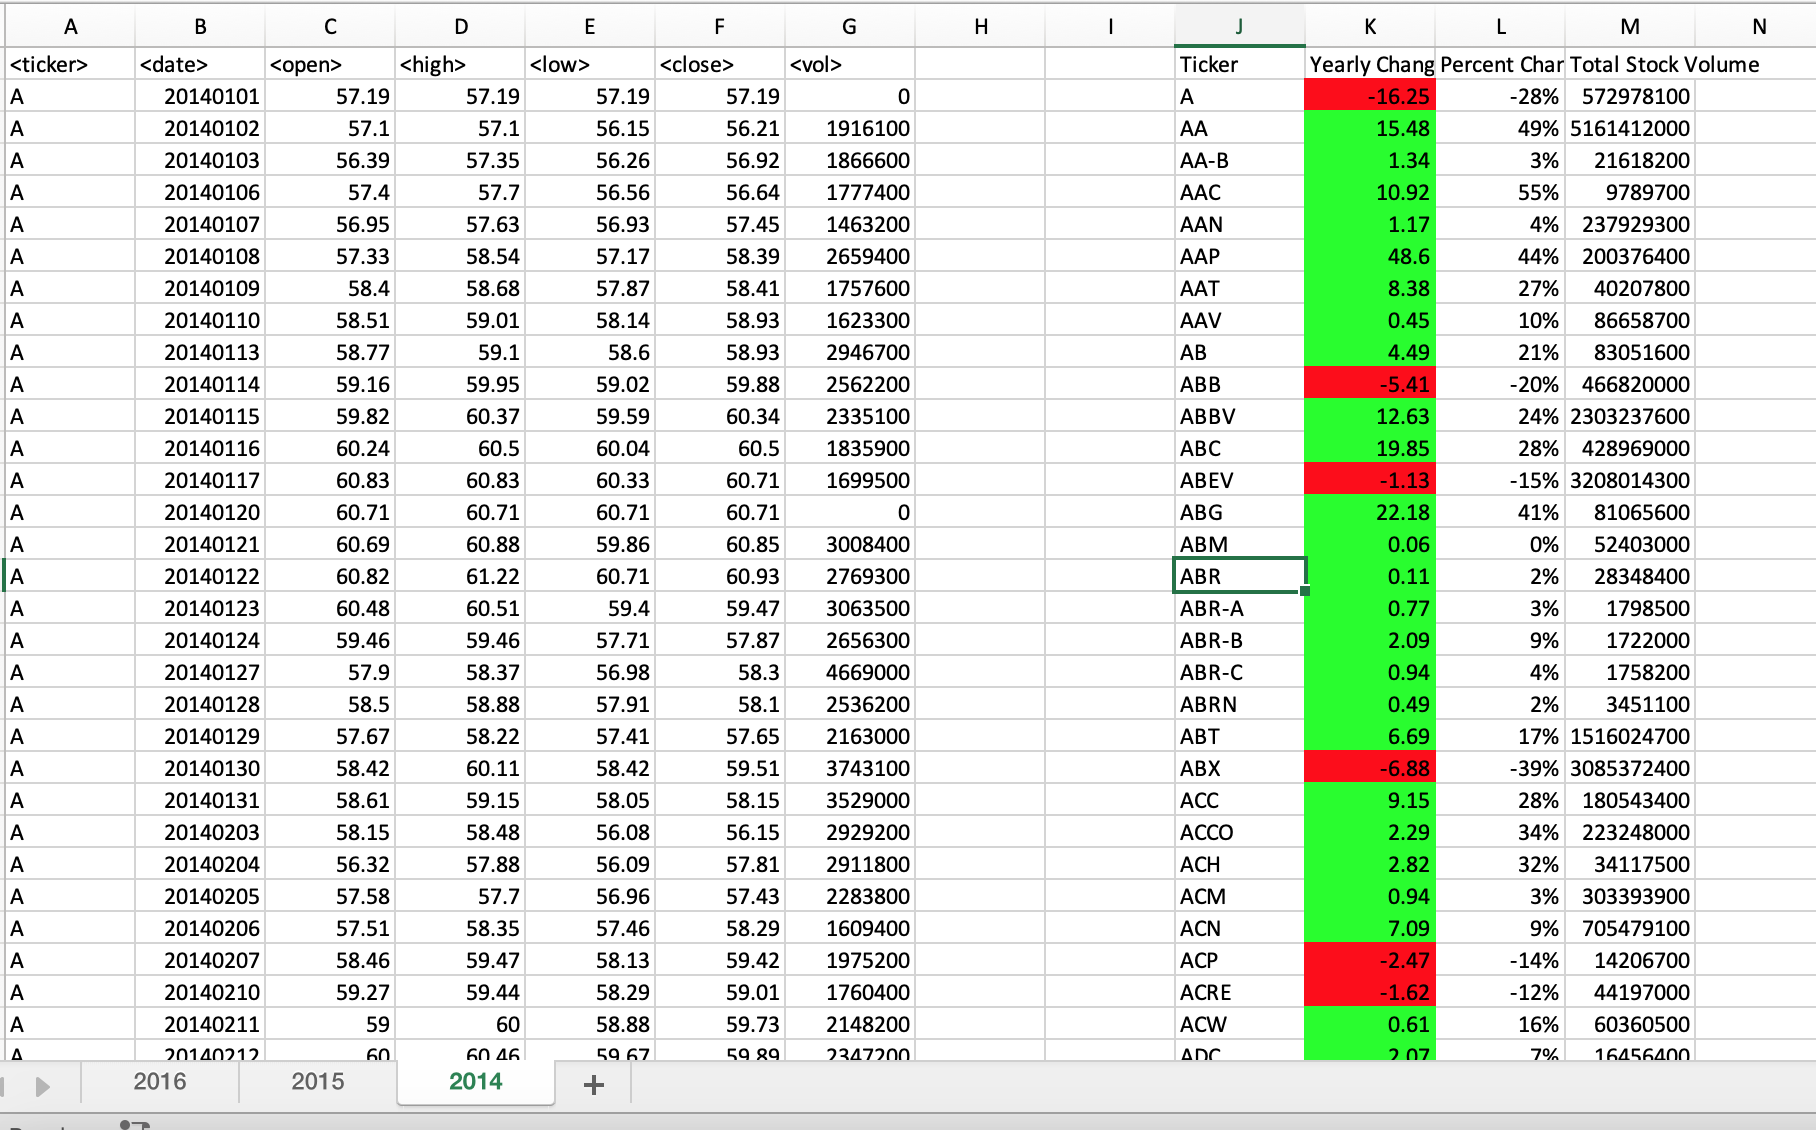 A B C D E F G H I J K L M N
<ticker> <date> <open> <high> <low> <close> <vol> Ticker Yearly Chang Percent Char Total Stock Volume
A 20140101 57.19 57.19 57.19 57.19 0 A -16.25 -28% 572978100
A 20140102 57.1 57.1 56.15 56.21 1916100 AA 15.48 49% 5161412000
A 20140103 56.39 57.35 56.26 56.92 1866600 AA-B 1.34 3% 21618200
A 20140106 57.4 57.7 56.56 56.64 1777400 AAC 10.92 55% 9789700
A 20140107 56.95 57.63 56.93 57.45 1463200 AAN 1.17 4% 237929300
A 20140108 57.33 58.54 57.17 58.39 2659400 AAP 48.6 44% 200376400
A 20140109 58.4 58.68 57.87 58.41 1757600 AAT 8.38 27% 40207800
A 20140110 58.51 59.01 58.14 58.93 1623300 AAV 0.45 10% 86658700
A 20140113 58.77 59.1 58.6 58.93 2946700 AB 4.49 21% 83051600
A 20140114 59.16 59.95 59.02 59.88 2562200 ABB -5.41 -20% 466820000
A 20140115 59.82 60.37 59.59 60.34 2335100 ABBV 12.63 24% 2303237600
A 20140116 60.24 60.5 60.04 60.5 1835900 ABC 19.85 28% 428969000
A 20140117 60.83 60.83 60.33 60.71 1699500 ABEV -1.13 -15% 3208014300
A 20140120 60.71 60.71 60.71 60.71 0 ABG 22.18 41% 81065600
A 20140121 60.69 60.88 59.86 60.85 3008400 ABM 0.06 0% 52403000
A 20140122 60.82 61.22 60.71 60.93 2769300 ABR 0.11 2% 28348400
A 20140123 60.48 60.51 59.4 59.47 3063500 ABR-A 0.77 3% 1798500
A 20140124 59.46 59.46 57.71 57.87 2656300 ABR-B 2.09 9% 1722000
A 20140127 57.9 58.37 56.98 58.3 4669000 ABR-C 0.94 4% 1758200
A 20140128 58.5 58.88 57.91 58.1 2536200 ABRN 0.49 2% 3451100
A 20140129 57.67 58.22 57.41 57.65 2163000 ABT 6.69 17% 1516024700
A 20140130 58.42 60.11 58.42 59.51 3743100 ABX -6.88 -39% 3085372400
A 20140131 58.61 59.15 58.05 58.15 3529000 ACC 9.15 28% 180543400
A 20140203 58.15 58.48 56.08 56.15 2929200 ACCO 2.29 34% 223248000
A 20140204 56.32 57.88 56.09 57.81 2911800 ACH 2.82 32% 34117500
A 20140205 57.58 57.7 56.96 57.43 2283800 ACM 0.94 3% 303393900
A 20140206 57.51 58.35 57.46 58.29 1609400 ACN 7.09 9% 705479100
A 20140207 58.46 59.47 58.13 59.42 1975200 ACP -2.47 -14% 14206700
A 20140210 59.27 59.44 58.29 59.01 1760400 ACRE -1.62 -12% 44197000
A 20140211 59 60 58.88 59.73 2148200 ACW 0.61 16% 60360500
A 20140212 60 60.46 59.67 59.89 2347200 ADC 2.07 7% 16456400
2016 2015 2014 +